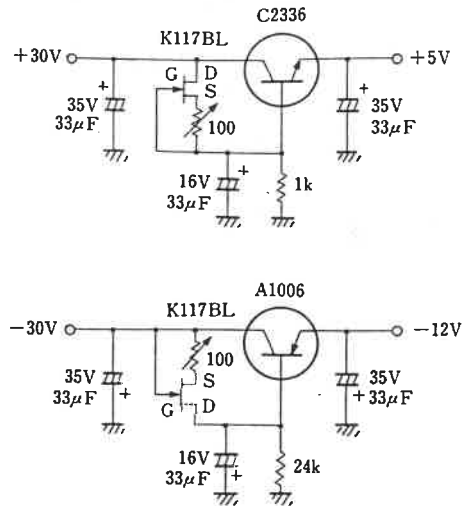 C2336
K117BL
+30V
+5V
G D
S
+
35V
33μF
100
+
35V
33μF
16V
33μF
+
1k
A1006
K117BL
−30V
−12V
100
S
G D
35V
33μF
+
35V
33μF
+
16V
33μF
+
24k